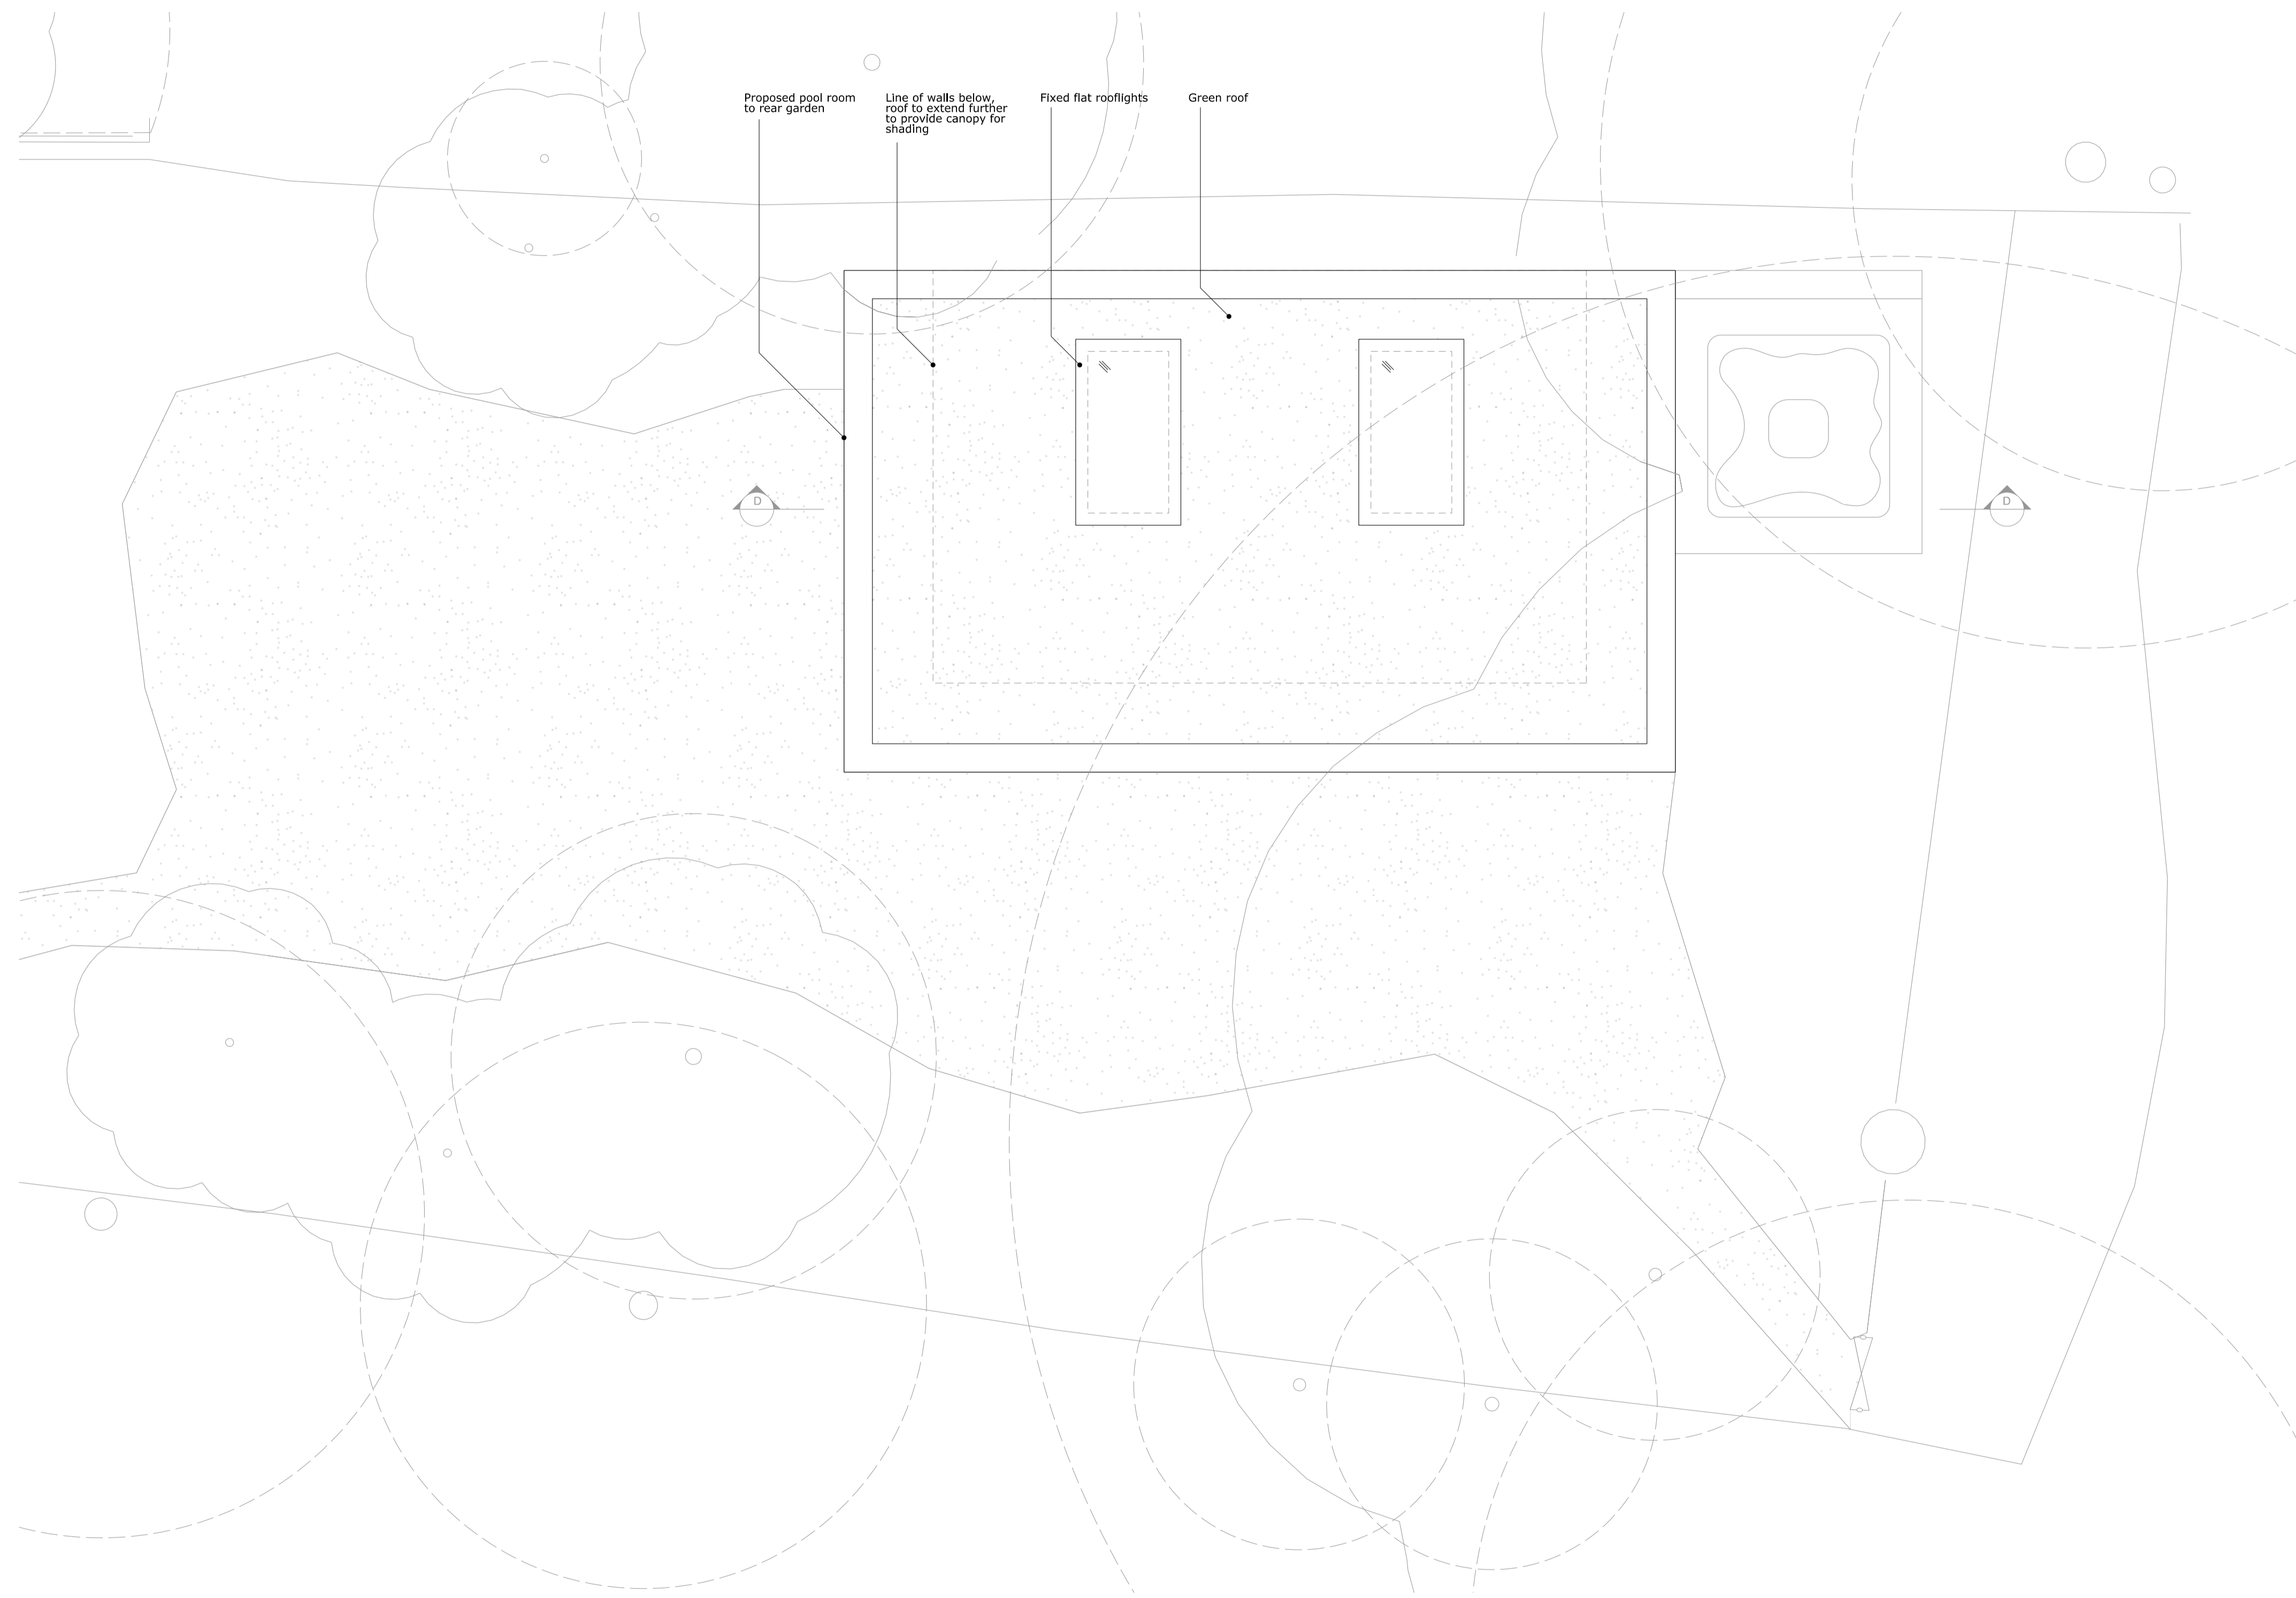 Proposed pool room
to rear garden
Line of walls below,
roof to extend further
to provide canopy for
shading
Fixed flat rooflights
Green roof
D
D